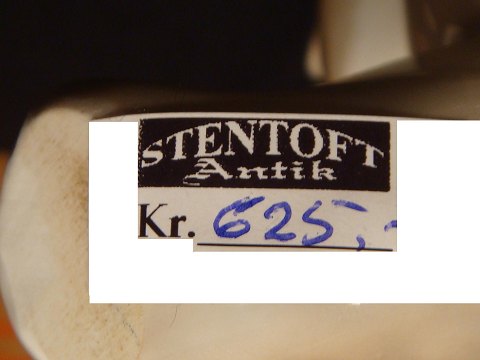 STENTOFT
Antik
Kr. 625,-